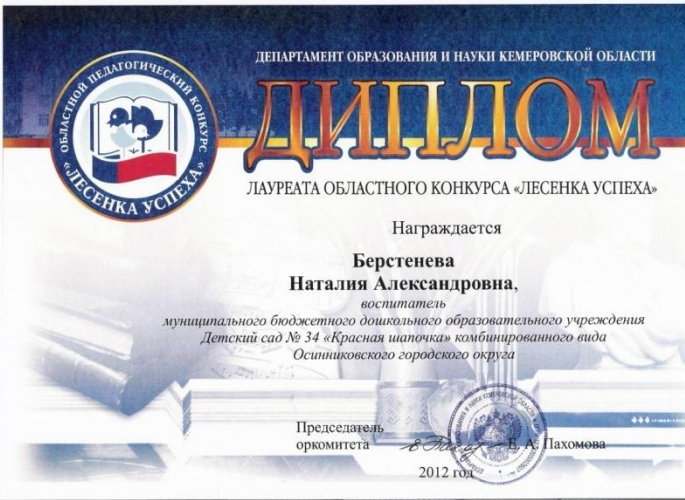 ДЕПАРТАМЕНТ ОБРАЗОВАНИЯ И НАУКИ КЕМЕРОВСКОЙ ОБЛАСТИ
ОБЛАСТНОЙ ПЕДАГОГИЧЕСКИЙ КОНКУРС
«ЛЕСЕНКА УСПЕХА»
ДИПЛОМ
ЛАУРЕАТА ОБЛАСТНОГО КОНКУРСА «ЛЕСЕНКА УСПЕХА»
Награждается
Берстенева
Наталия Александровна,
воспитатель
муниципального бюджетного дошкольного образовательного учреждения
Детский сад № 34 «Красная шапочка» комбинированного вида
Осинниковского городского округа
Председатель
оркомитета Е. А. Пахомова
2012 год